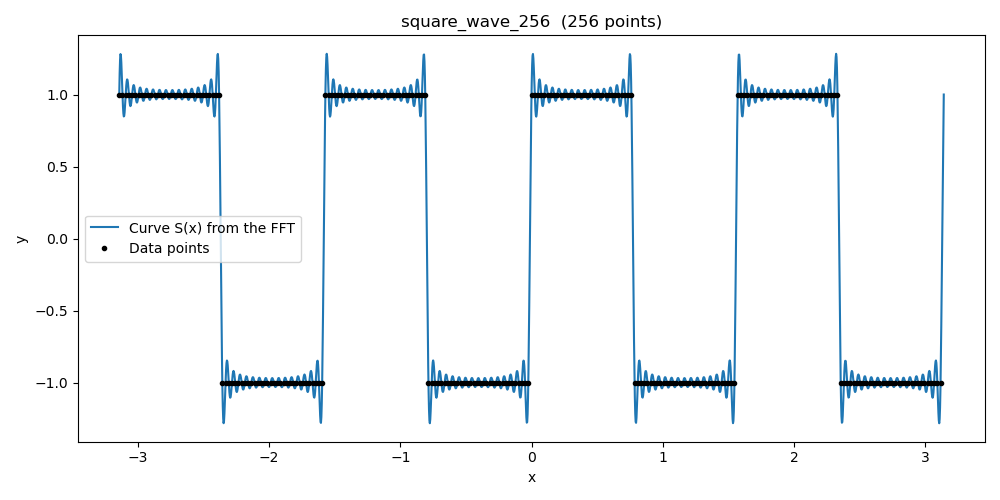 square_wave_256  (256 points)
1.0
0.5
0.0
−0.5
−1.0
y
Curve S(x) from the FFT
Data points
−3
−2
−1
0
1
2
3
x